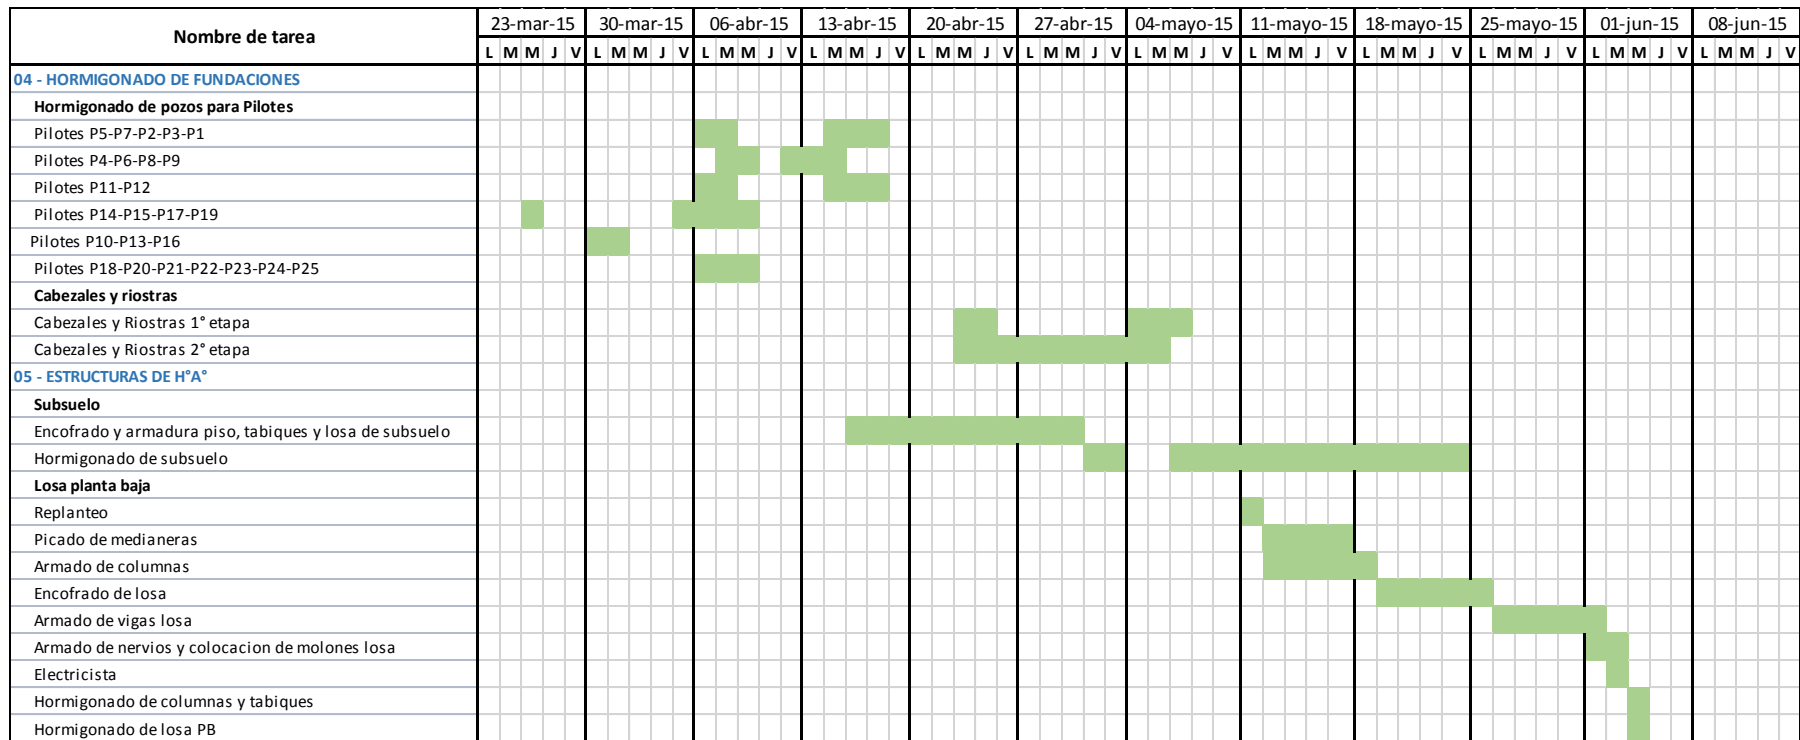 Nombre de tarea
23-mar-15 30-mar-15 06-abr-15 13-abr-15 20-abr-15 27-abr-15 04-mayo-15 11-mayo-15 18-mayo-15 25-mayo-15 01-jun-15 08-jun-15
L M M J V L M M J V L M M J V L M M J V L M M J V L M M J V L M M J V L M M J V L M M J V L M M J V L M M J V L M M J V
04 - HORMIGONADO DE FUNDACIONES
Hormigonado de pozos para Pilotes
Pilotes P5-P7-P2-P3-P1
Pilotes P4-P6-P8-P9
Pilotes P11-P12
Pilotes P14-P15-P17-P19
Pilotes P10-P13-P16
Pilotes P18-P20-P21-P22-P23-P24-P25
Cabezales y riostras
Cabezales y Riostras 1° etapa
Cabezales y Riostras 2° etapa
05 - ESTRUCTURAS DE H°A°
Subsuelo
Encofrado y armadura piso, tabiques y losa de subsuelo
Hormigonado de subsuelo
Losa planta baja
Replanteo
Picado de medianeras
Armado de columnas
Encofrado de losa
Armado de vigas losa
Armado de nervios y colocacion de molones losa
Electricista
Hormigonado de columnas y tabiques
Hormigonado de losa PB